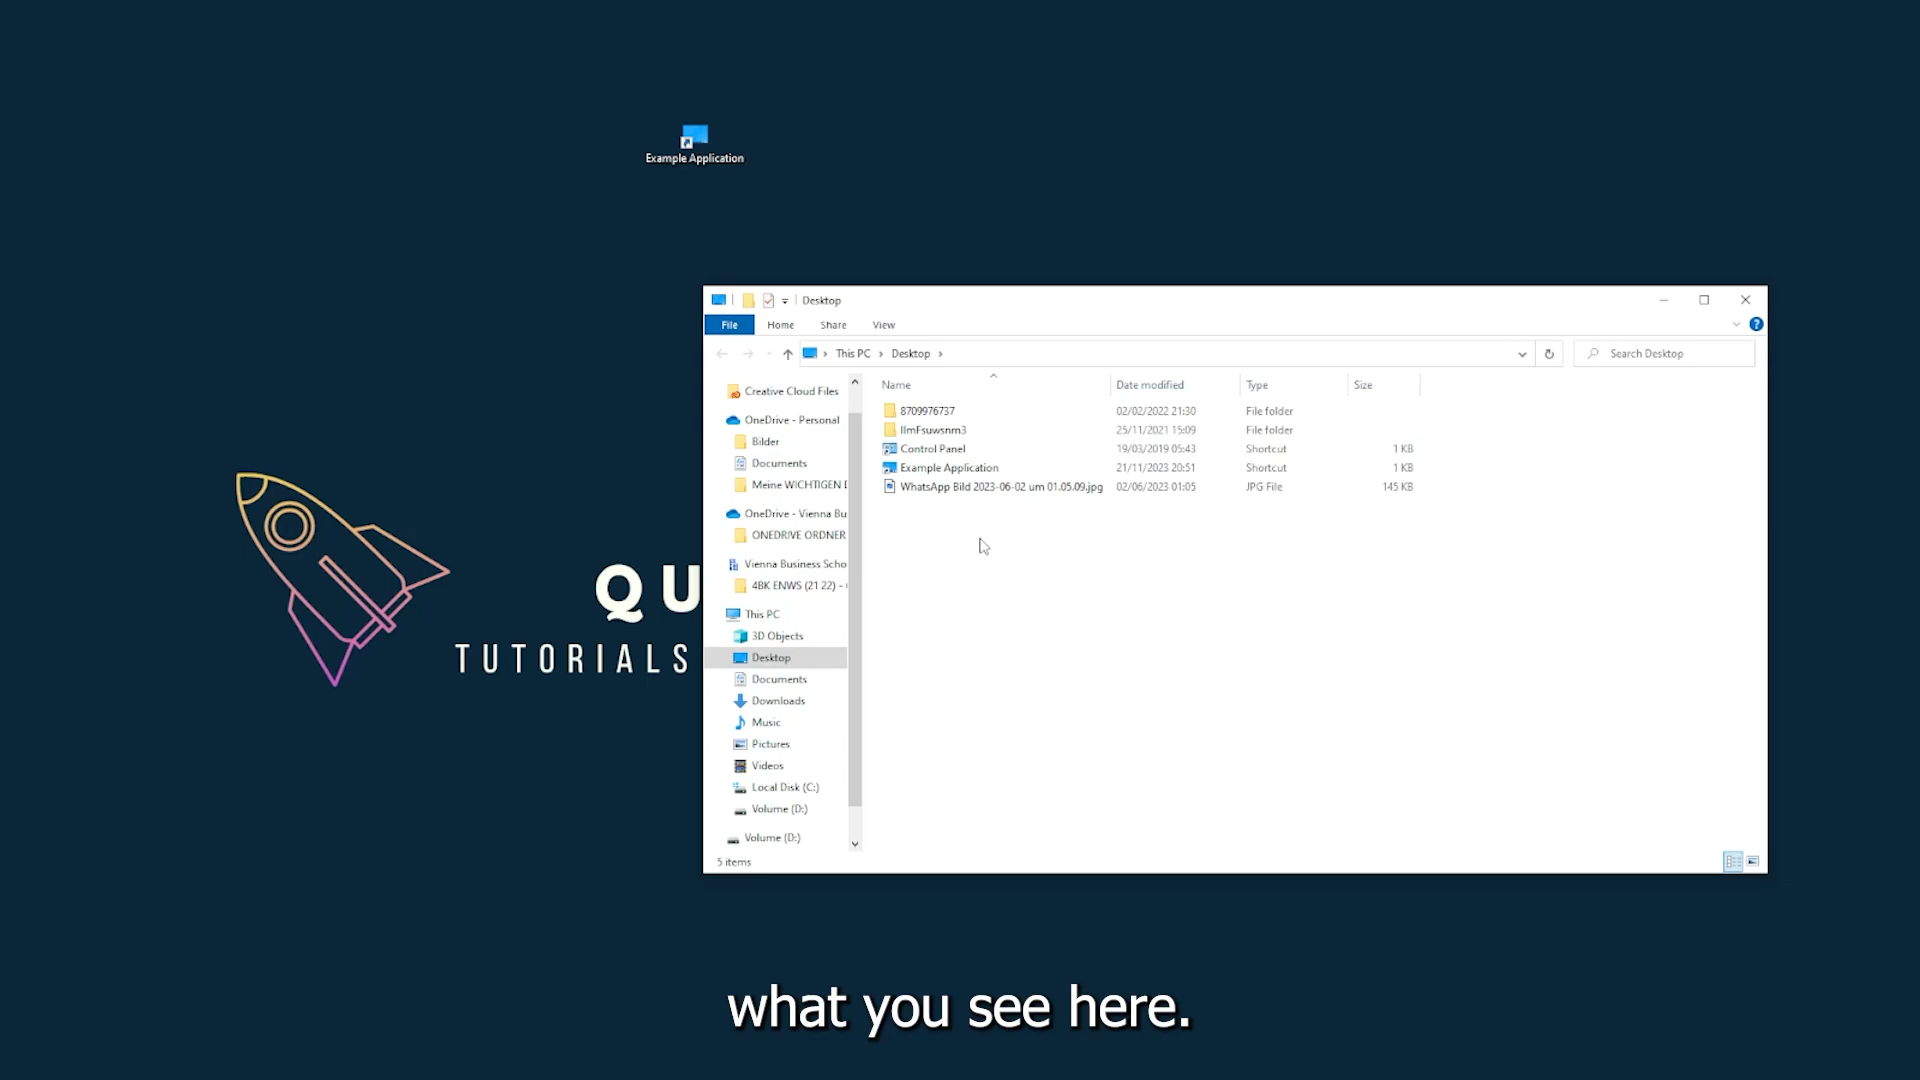 Example Application
QU
TUTORIALS
Desktop
File Home Share View
This PC Desktop
Search Desktop
Name Date modified Type Size
8709976737 02/02/2022 21:30 File folder
IlmFsuwsnm3 25/11/2021 15:09 File folder
Control Panel 19/03/2019 05:43 Shortcut 1 KB
Example Application 21/11/2023 20:51 Shortcut 1 KB
WhatsApp Bild 2023-06-02 um 01.05.09.jpg 02/06/2023 01:05 JPG File 145 KB
Creative Cloud Files
OneDrive - Personal
Bilder
Documents
Meine WICHTIGEN D
OneDrive - Vienna Bu
ONEDRIVE ORDNER
Vienna Business Scho
4BK ENWS (21 22) -
This PC
3D Objects
Desktop
Documents
Downloads
Music
Pictures
Videos
Local Disk (C:)
Volume (D:)
Volume (D:)
5 items
what you see here.